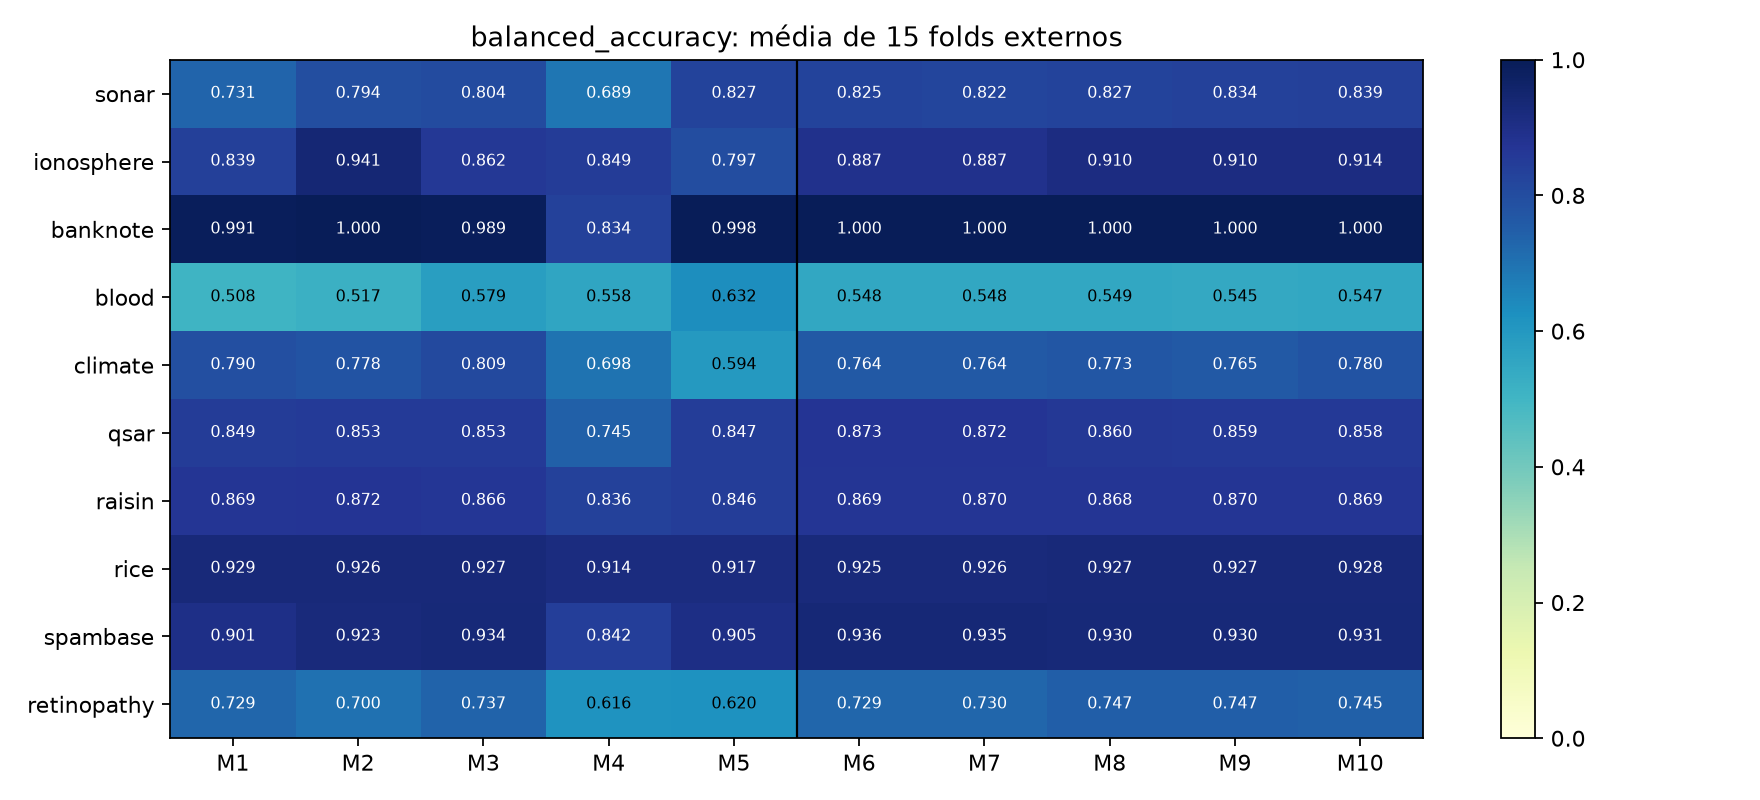 balanced_accuracy: média de 15 folds externos
sonar 0.731 0.794 0.804 0.689 0.827 0.825 0.822 0.827 0.834 0.839
ionosphere 0.839 0.941 0.862 0.849 0.797 0.887 0.887 0.910 0.910 0.914
banknote 0.991 1.000 0.989 0.834 0.998 1.000 1.000 1.000 1.000 1.000
blood 0.508 0.517 0.579 0.558 0.632 0.548 0.548 0.549 0.545 0.547
climate 0.790 0.778 0.809 0.698 0.594 0.764 0.764 0.773 0.765 0.780
qsar 0.849 0.853 0.853 0.745 0.847 0.873 0.872 0.860 0.859 0.858
raisin 0.869 0.872 0.866 0.836 0.846 0.869 0.870 0.868 0.870 0.869
rice 0.929 0.926 0.927 0.914 0.917 0.925 0.926 0.927 0.927 0.928
spambase 0.901 0.923 0.934 0.842 0.905 0.936 0.935 0.930 0.930 0.931
retinopathy 0.729 0.700 0.737 0.616 0.620 0.729 0.730 0.747 0.747 0.745
M1 M2 M3 M4 M5 M6 M7 M8 M9 M10
1.0
0.8
0.6
0.4
0.2
0.0